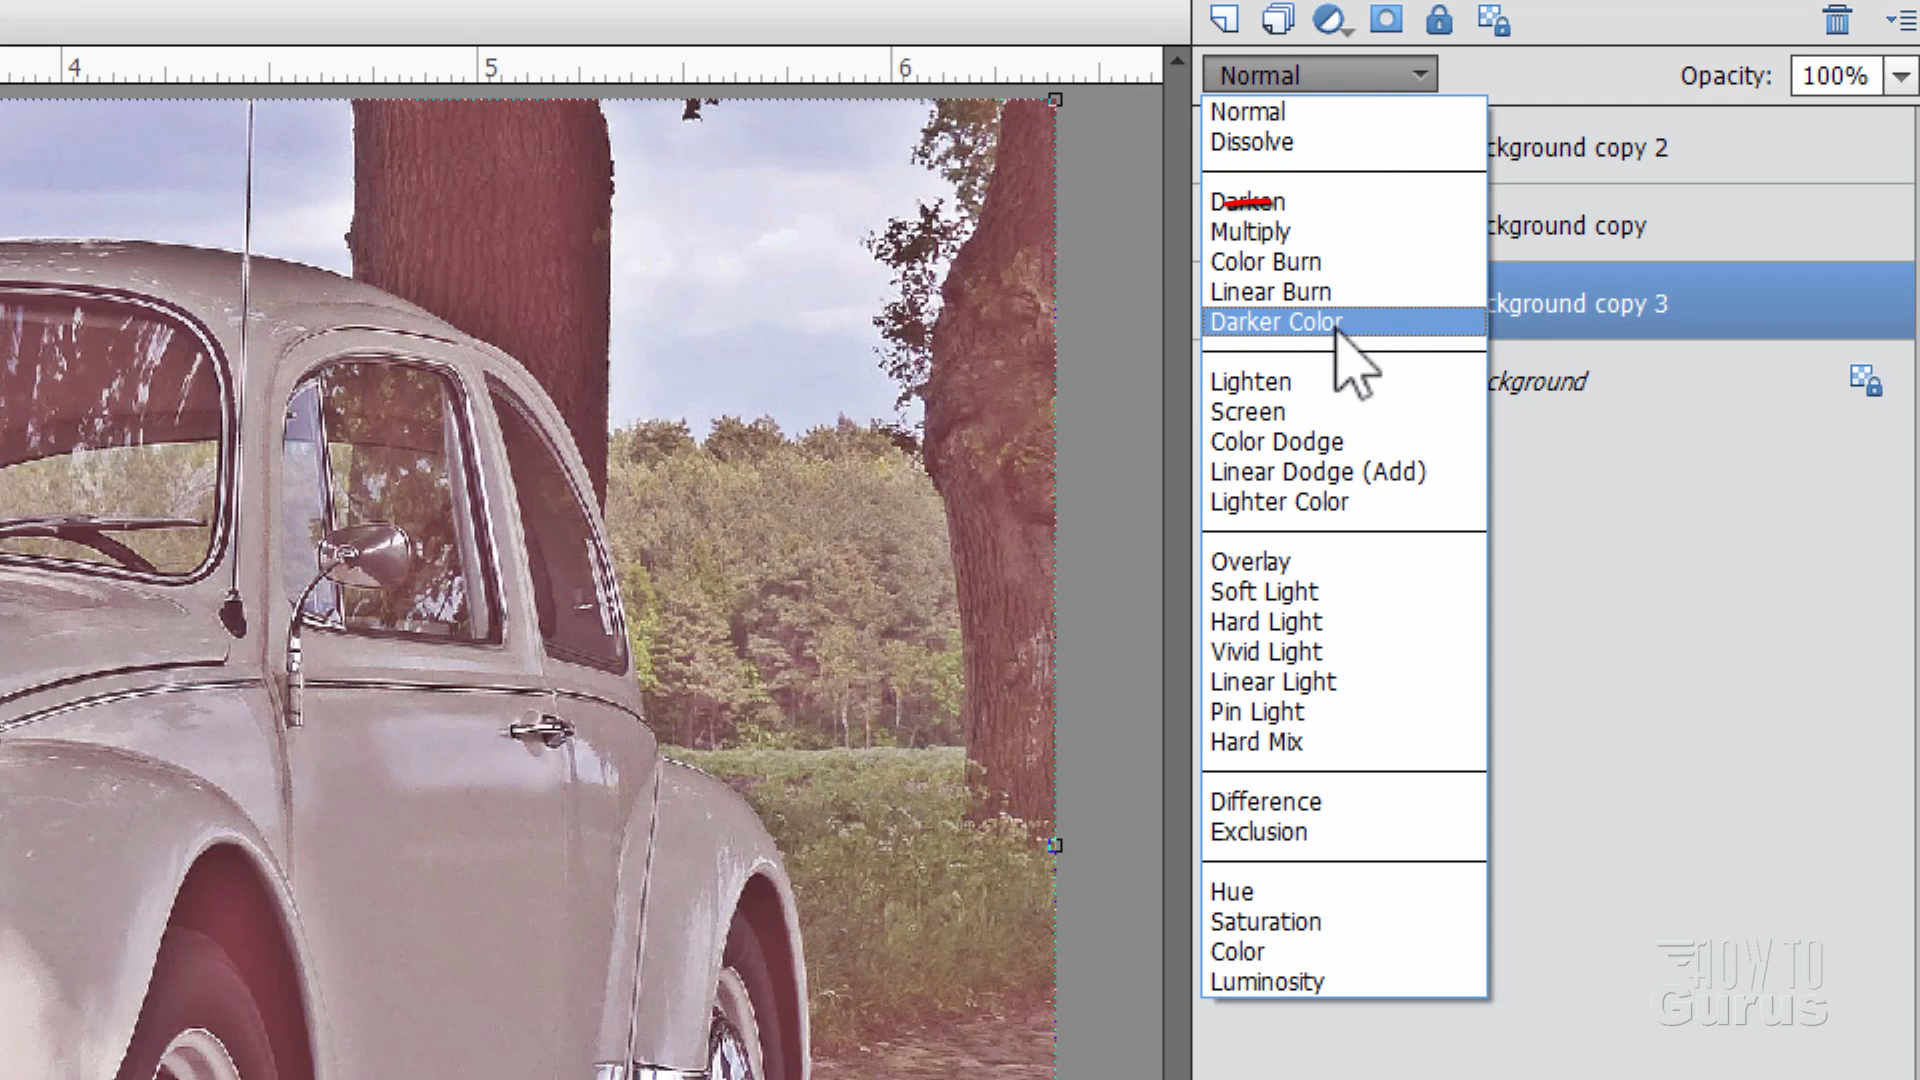 4 5 6
Normal Opacity: 100%
Normal
Dissolve
Darken
Multiply
Color Burn
Linear Burn
Darker Color
Lighten
Screen
Color Dodge
Linear Dodge (Add)
Lighter Color
Overlay
Soft Light
Hard Light
Vivid Light
Linear Light
Pin Light
Hard Mix
Difference
Exclusion
Hue
Saturation
Color
Luminosity
ckground copy 2
ckground copy
ckground copy 3
ckground
HOW TO
Gurus